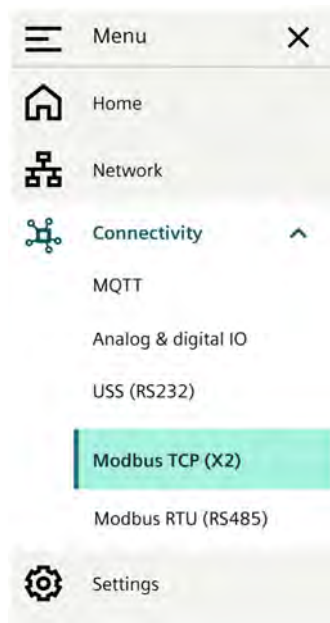 Menu
Home
Network
Connectivity
MQTT
Analog & digital IO
USS (RS232)
Modbus TCP (X2)
Modbus RTU (RS485)
Settings